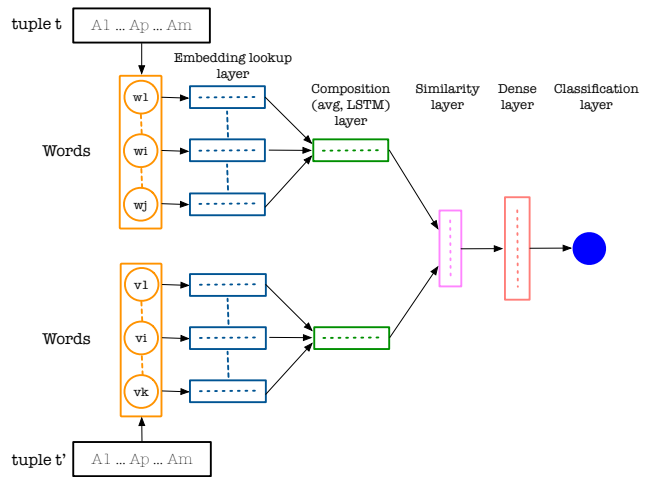 tuple t
A1 ... Ap ... Am
Embedding lookup
layer
Composition
(avg, LSTM)
layer
Similarity
layer
Dense
layer
Classification
layer
w1
Words
wi
wj
v1
Words
vi
vk
tuple t'
A1 ... Ap ... Am